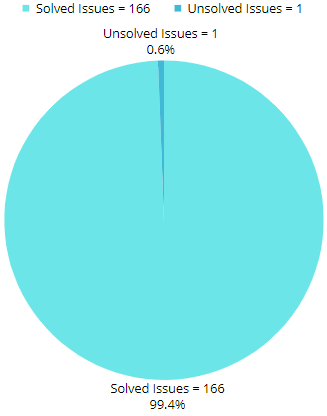 Solved Issues = 166 Unsolved Issues = 1
Unsolved Issues = 1
0.6%
Solved Issues = 166
99.4%